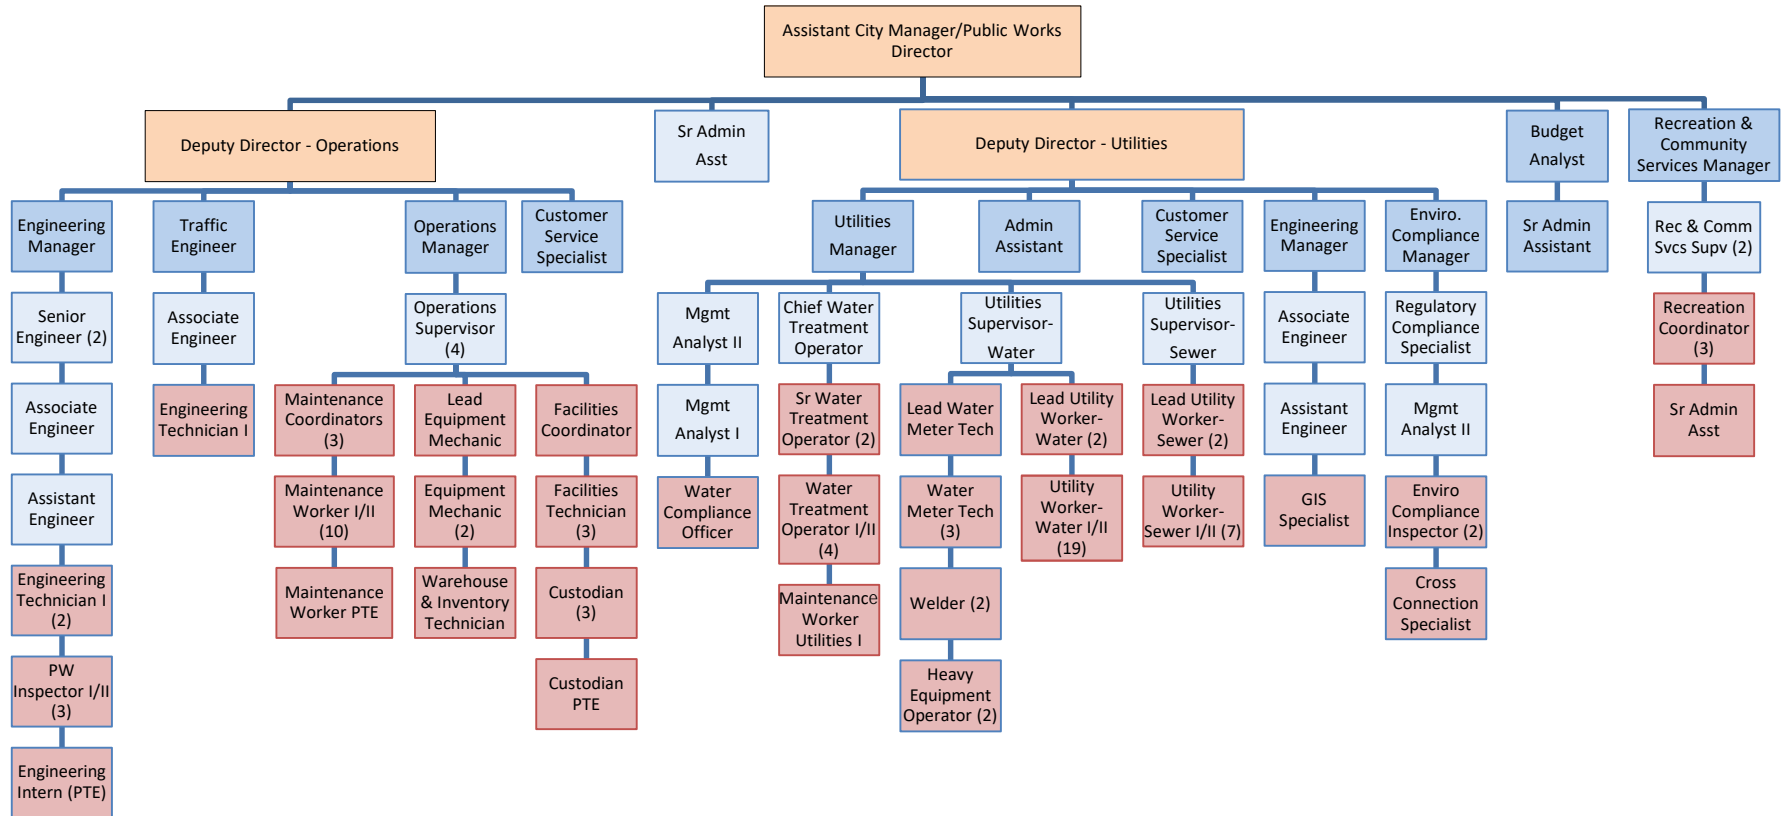 Assistant City Manager/Public Works
Director
Deputy Director - Operations
Sr Admin
Asst
Deputy Director - Utilities
Budget
Analyst
Recreation &
Community
Services Manager
Engineering
Manager
Traffic
Engineer
Operations
Manager
Customer
Service
Specialist
Utilities
Manager
Admin
Assistant
Customer
Service
Specialist
Engineering
Manager
Enviro.
Compliance
Manager
Sr Admin
Assistant
Rec & Comm
Svcs Supv (2)
Senior
Engineer (2)
Associate
Engineer
Operations
Supervisor
(4)
Mgmt
Analyst II
Chief Water
Treatment
Operator
Utilities
Supervisor-
Water
Utilities
Supervisor-
Sewer
Associate
Engineer
Regulatory
Compliance
Specialist
Recreation
Coordinator
(3)
Associate
Engineer
Engineering
Technician I
Maintenance
Coordinators
(3)
Lead
Equipment
Mechanic
Facilities
Coordinator
Mgmt
Analyst I
Sr Water
Treatment
Operator (2)
Lead Water
Meter Tech
Lead Utility
Worker-
Water (2)
Lead Utility
Worker-
Sewer (2)
Assistant
Engineer
Mgmt
Analyst II
Sr Admin
Asst
Assistant
Engineer
Maintenance
Worker I/II
(10)
Equipment
Mechanic
(2)
Facilities
Technician
(3)
Water
Compliance
Officer
Water
Treatment
Operator I/II
(4)
Water
Meter Tech
(3)
Utility
Worker-
Water I/II
(19)
Utility
Worker-
Sewer I/II (7)
GIS
Specialist
Enviro
Compliance
Inspector (2)
Engineering
Technician I
(2)
Maintenance
Worker PTE
Warehouse
& Inventory
Technician
Custodian
(3)
Maintenance
Worker
Utilities I
Welder (2)
Cross
Connection
Specialist
PW
Inspector I/II
(3)
Custodian
PTE
Heavy
Equipment
Operator (2)
Engineering
Intern (PTE)